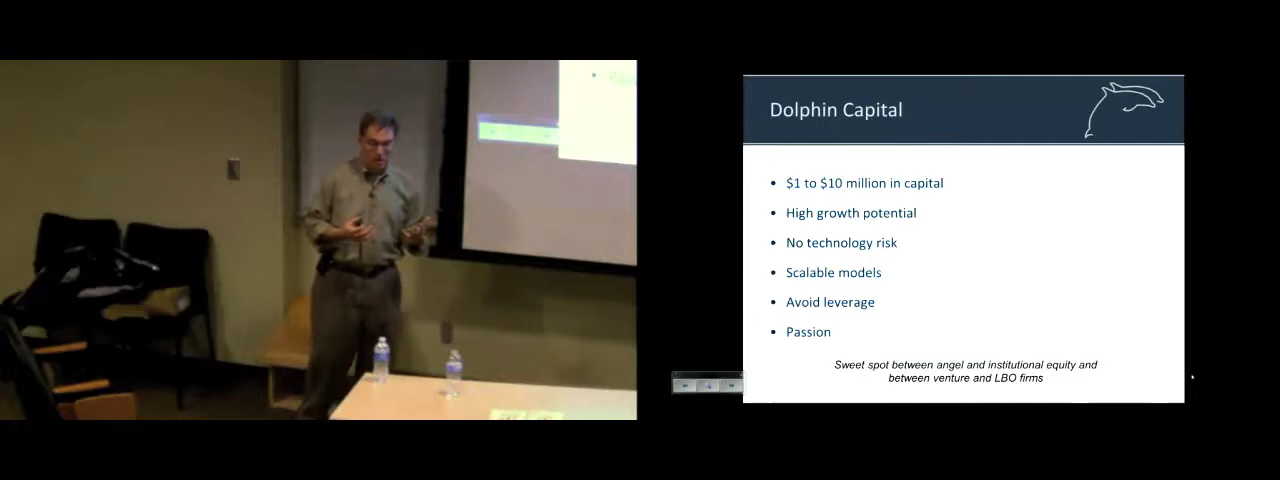 Dolphin Capital
• $1 to $10 million in capital
• High growth potential
• No technology risk
• Scalable models
• Avoid leverage
• Passion
Sweet spot between angel and institutional equity and
between venture and LBO firms